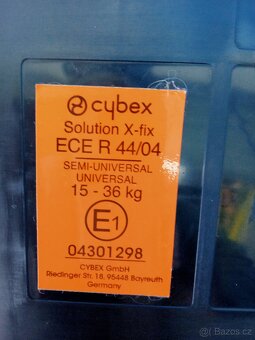 cybex
Solution X-fix
ECE R 44/04
SEMI-UNIVERSAL
UNIVERSAL
15 - 36 kg
E1
04301298
CYBEX GmbH
Riedinger Str. 18, 95448 Bayreuth
Germany
Bazoš.cz